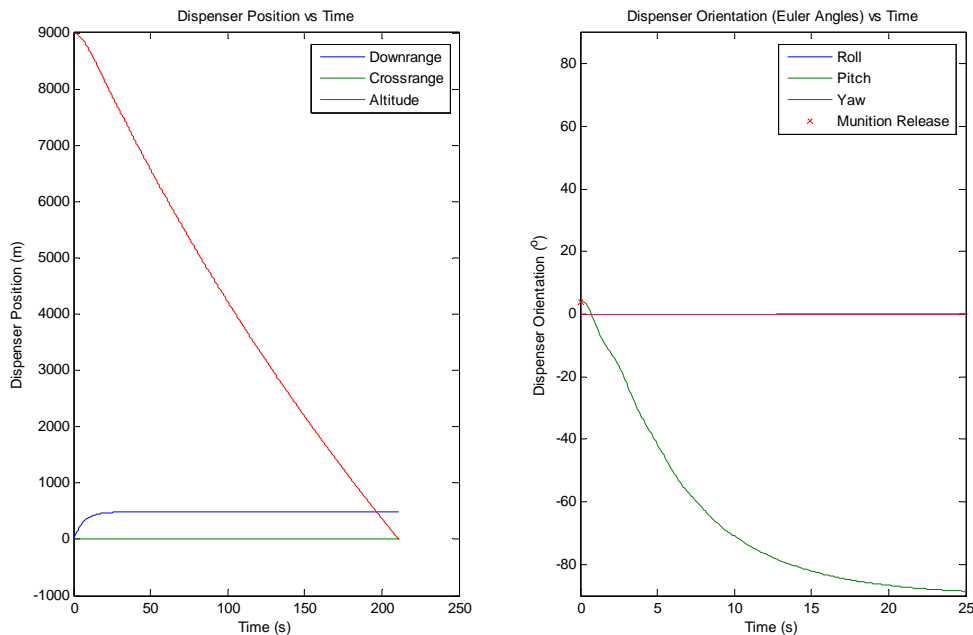 Dispenser Position vs Time
9000
8000
7000
6000
5000
4000
3000
2000
1000
0
-1000
0 50 100 150 200 250
Time (s)
Dispenser Position (m)
Downrange
Crossrange
Altitude
Dispenser Orientation (Euler Angles) vs Time
80
60
40
20
0
-20
-40
-60
-80
0 5 10 15 20 25
Time (s)
Dispenser Orientation (º)
Roll
Pitch
Yaw
Munition Release